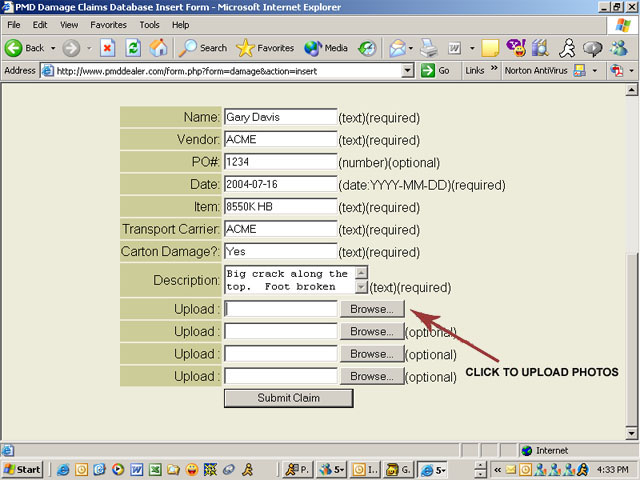 PMD Damage Claims Database Insert Form - Microsoft Internet Explorer
File Edit View Favorites Tools Help
Back Search Favorites Media
Address http://www.pmddealer.com/form.php?form=damage&action=insert Go Links » Norton AntiVirus
Name: Gary Davis (text)(required)
Vendor: ACME (text)(required)
PO#: 1234 (number)(optional)
Date: 2004-07-16 (date:YYYY-MM-DD)(required)
Item: 8550K HB (text)(required)
Transport Carrier: ACME (text)(required)
Carton Damage?: Yes (text)(required)
Description: Big crack along the
top. Foot broken (text)(required)
Upload : Browse...
Upload : Browse... (optional)
Upload : Browse... (optional)
CLICK TO UPLOAD PHOTOS
Upload : Browse... (optional)
Submit Claim
Internet
Start P. 5 I... G. 5 4:33 PM